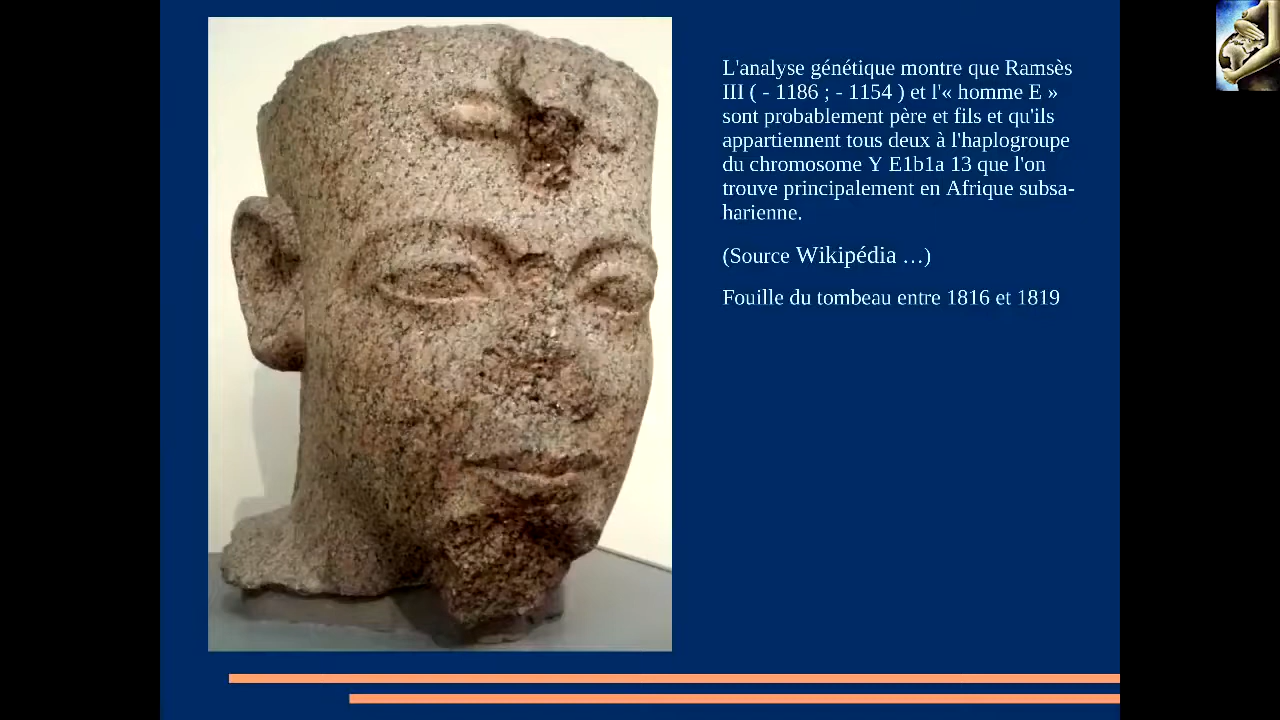 L'analyse génétique montre que Ramsès
III ( - 1186 ; - 1154 ) et l'« homme E »
sont probablement père et fils et qu'ils
appartiennent tous deux à l'haplogroupe
du chromosome Y E1b1a 13 que l'on
trouve principalement en Afrique subsa-
harienne.
(Source Wikipédia …)
Fouille du tombeau entre 1816 et 1819